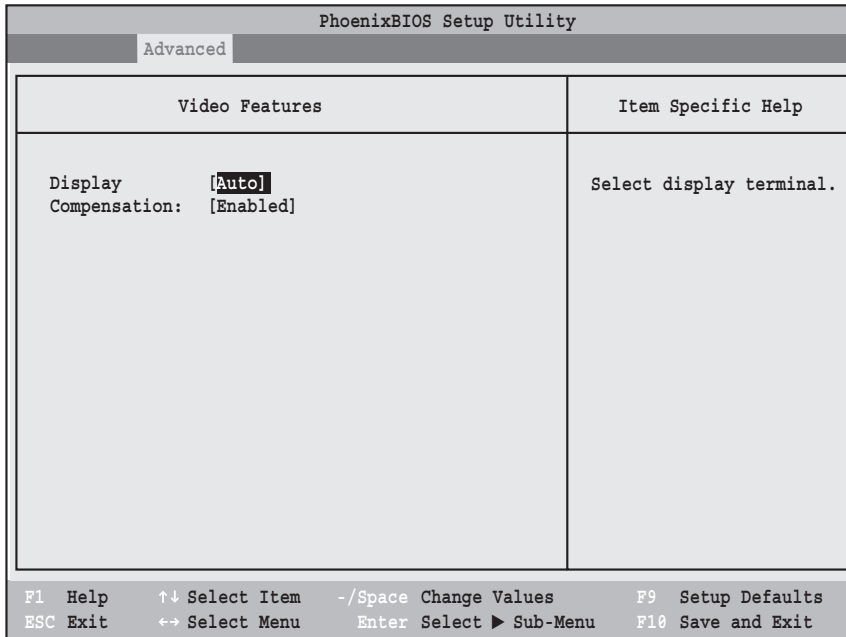 PhoenixBIOS Setup Utility
Advanced
Video Features
Item Specific Help
Display [Auto]
Compensation: [Enabled]
Select display terminal.
F1 Help ↑↓ Select Item -/Space Change Values F9 Setup Defaults
ESC Exit ←→ Select Menu Enter Select ▶ Sub-Menu F10 Save and Exit